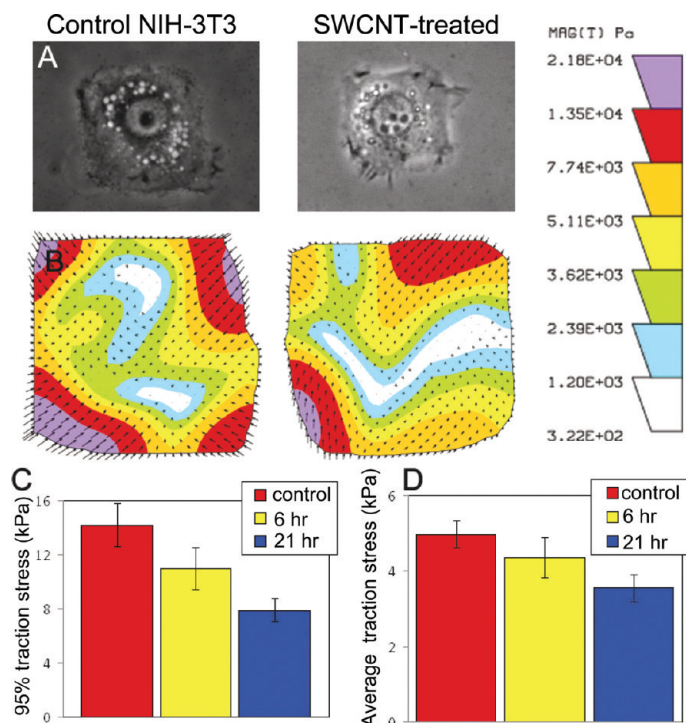 Control NIH-3T3
SWCNT-treated
A
MAG(T) Pa
2.18E+04
1.35E+04
7.74E+03
5.11E+03
3.62E+03
2.39E+03
1.20E+03
3.22E+02
B
C
95% traction stress (kPa)
16
12
8
4
0
control
6 hr
21 hr
D
Average traction stress (kPa)
6
4
2
0
control
6 hr
21 hr